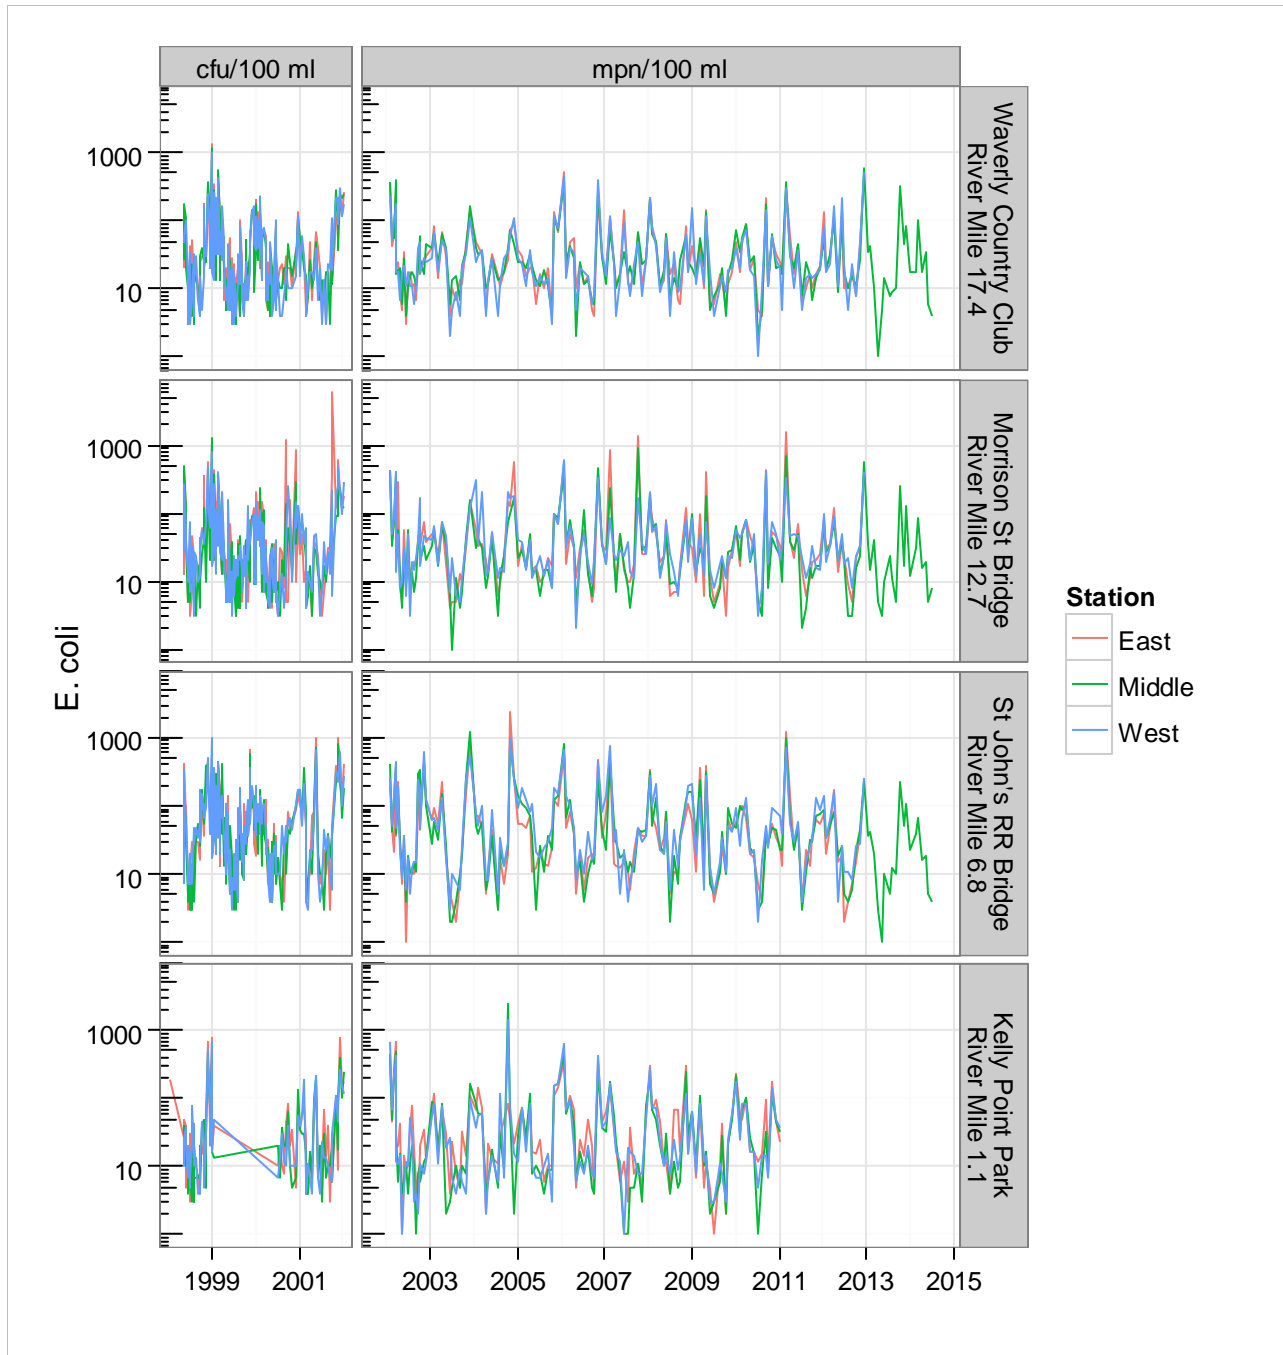 cfu/100 ml
mpn/100 ml
E. coli
1000
10
Waverly Country Club
River Mile 17.4
1000
10
Morrison St Bridge
River Mile 12.7
1000
10
St John's RR Bridge
River Mile 6.8
1000
10
Kelly Point Park
River Mile 1.1
1999
2001
2003
2005
2007
2009
2011
2013
2015
Station
East
Middle
West